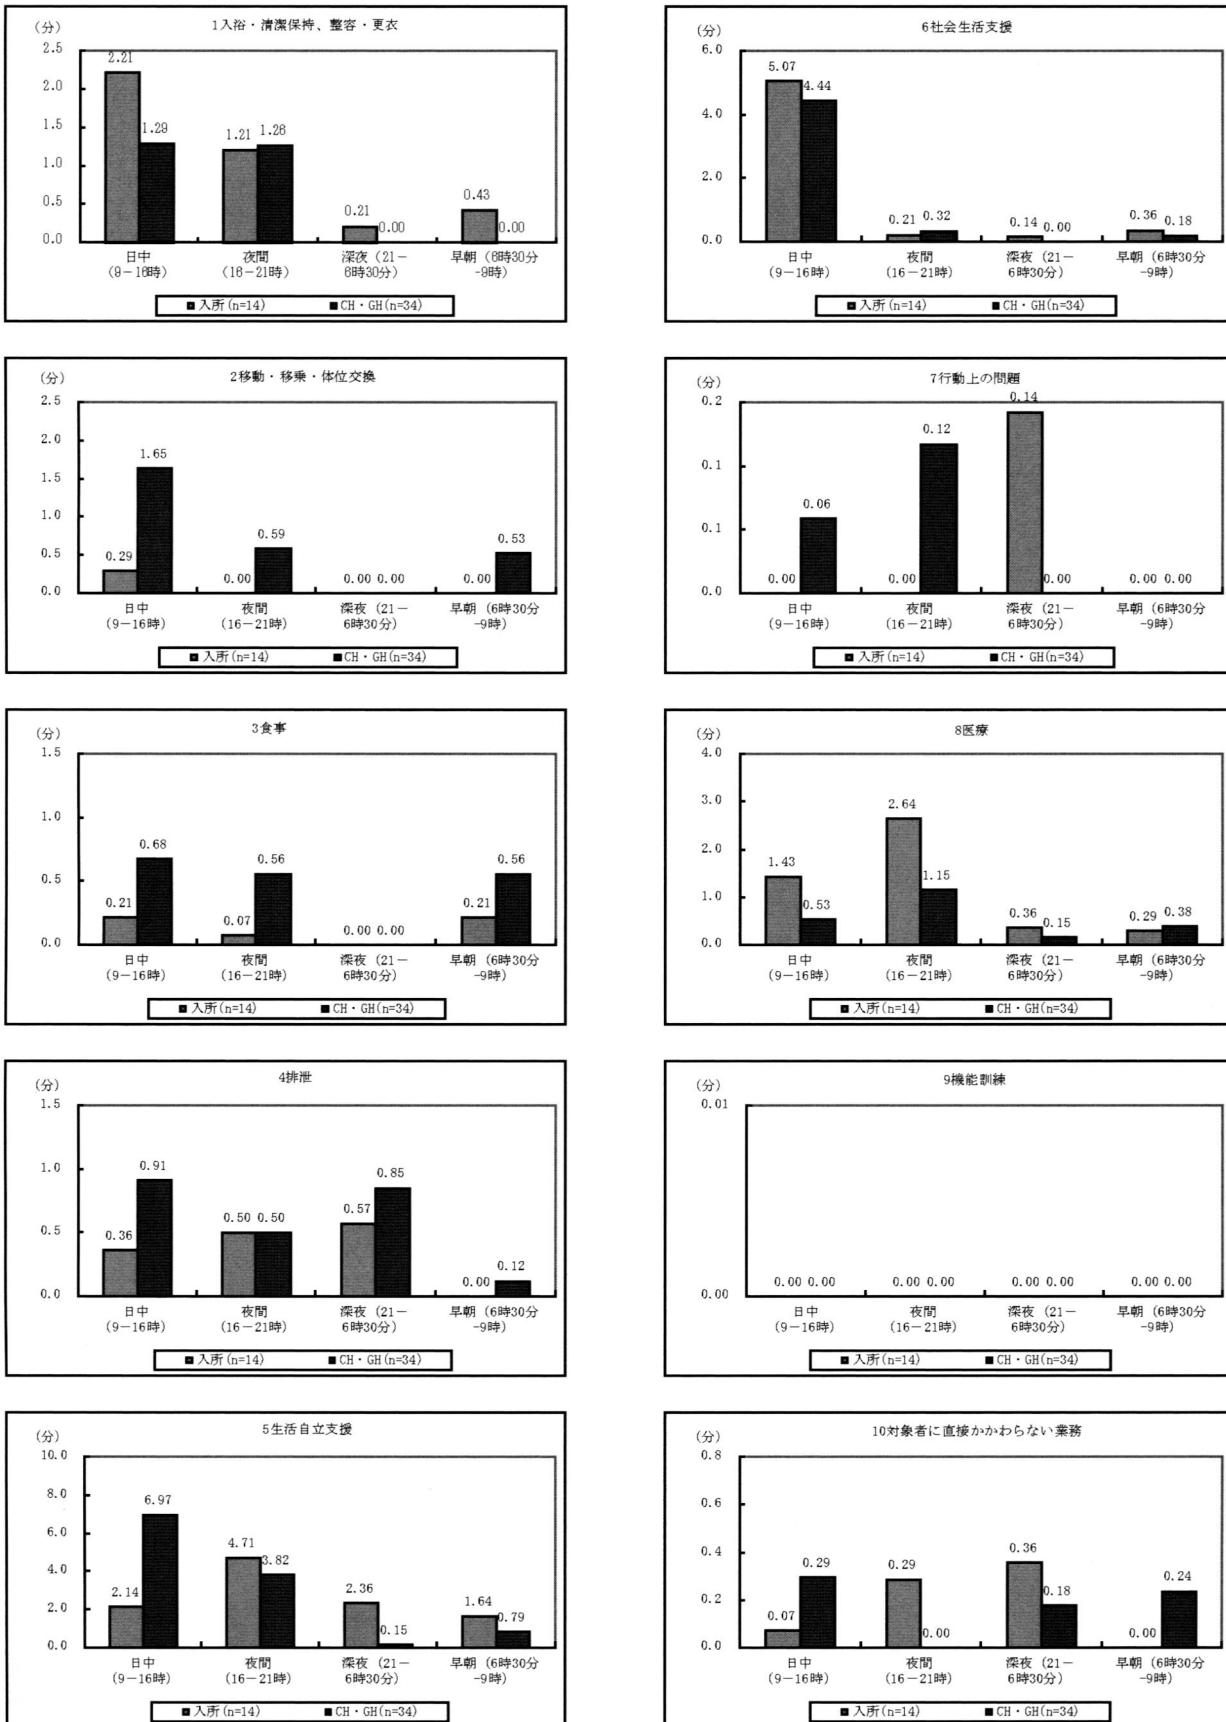 (分)
1入浴・清潔保持、整容・更衣
2.5
2.0
1.5
1.0
0.5
0.0
2.21
1.29
1.21 1.26
0.21
0.00
0.43
0.00
日中
(9－16時)
夜間
(16－21時)
深夜 (21－
6時30分)
早朝 (6時30分
-9時)
入所(n=14) CH・GH(n=34)
(分)
2移動・移乗・体位交換
2.5
2.0
1.5
1.0
0.5
0.0
0.29
1.65
0.00
0.59
0.00 0.00
0.00
0.53
日中
(9－16時)
夜間
(16－21時)
深夜 (21－
6時30分)
早朝 (6時30分
-9時)
入所(n=14) CH・GH(n=34)
(分)
3食事
1.5
1.0
0.5
0.0
0.21
0.68
0.07
0.56
0.00 0.00
0.21
0.56
日中
(9－16時)
夜間
(16－21時)
深夜 (21－
6時30分)
早朝 (6時30分
-9時)
入所(n=14) CH・GH(n=34)
(分)
4排泄
1.5
1.0
0.5
0.0
0.36
0.91
0.50 0.50
0.57
0.85
0.00
0.12
日中
(9－16時)
夜間
(16－21時)
深夜 (21－
6時30分)
早朝 (6時30分
-9時)
入所(n=14) CH・GH(n=34)
(分)
5生活自立支援
10.0
8.0
6.0
4.0
2.0
0.0
2.14
6.97
4.71
3.82
2.36
0.15
1.64
0.79
日中
(9－16時)
夜間
(16－21時)
深夜 (21－
6時30分)
早朝 (6時30分
-9時)
入所(n=14) CH・GH(n=34)
(分)
6社会生活支援
6.0
4.0
2.0
0.0
5.07
4.44
0.21 0.32
0.14 0.00
0.36 0.18
日中
(9－16時)
夜間
(16－21時)
深夜 (21－
6時30分)
早朝 (6時30分
-9時)
入所(n=14) CH・GH(n=34)
(分)
7行動上の問題
0.2
0.1
0.1
0.0
0.00
0.06
0.00
0.12
0.14
0.00
0.00 0.00
日中
(9－16時)
夜間
(16－21時)
深夜 (21－
6時30分)
早朝 (6時30分
-9時)
入所(n=14) CH・GH(n=34)
(分)
8医療
4.0
3.0
2.0
1.0
0.0
1.43
0.53
2.64
1.15
0.36
0.15
0.29 0.38
日中
(9－16時)
夜間
(16－21時)
深夜 (21－
6時30分)
早朝 (6時30分
-9時)
入所(n=14) CH・GH(n=34)
(分)
9機能訓練
0.01
0.00
0.00 0.00
0.00 0.00
0.00 0.00
0.00 0.00
日中
(9－16時)
夜間
(16－21時)
深夜 (21－
6時30分)
早朝 (6時30分
-9時)
入所(n=14) CH・GH(n=34)
(分)
10対象者に直接かかわらない業務
0.8
0.6
0.4
0.2
0.0
0.07
0.29
0.29
0.00
0.36
0.18
0.00
0.24
日中
(9－16時)
夜間
(16－21時)
深夜 (21－
6時30分)
早朝 (6時30分
-9時)
入所(n=14) CH・GH(n=34)